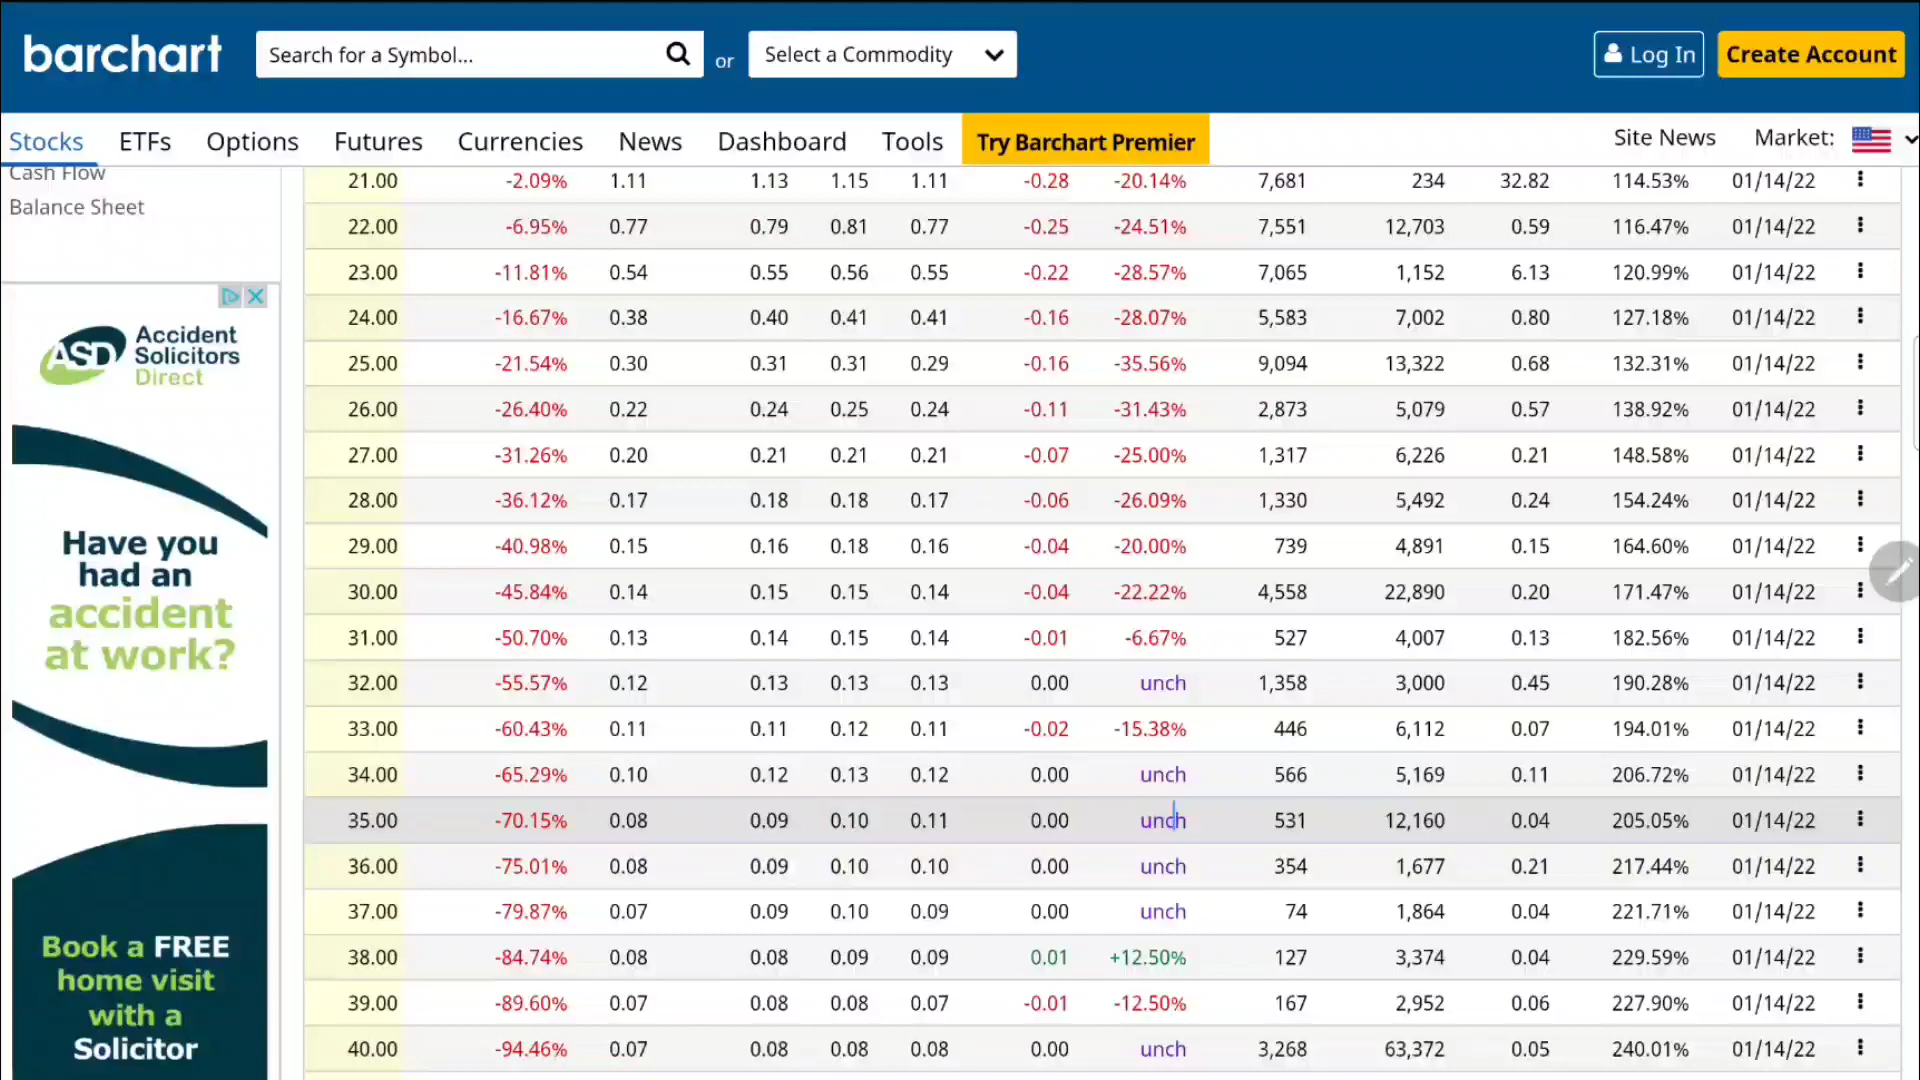 barchart
Search for a Symbol...
or
Select a Commodity
Log In
Create Account
Stocks ETFs Options Futures Currencies News Dashboard Tools Try Barchart Premier Site News Market:
Cash Flow
Balance Sheet
ASD Accident
Solicitors
Direct
Have you
had an
accident
at work?
Book a FREE
home visit
with a
Solicitor
21.00 -2.09% 1.11 1.13 1.15 1.11 -0.28 -20.14% 7,681 234 32.82 114.53% 01/14/22
22.00 -6.95% 0.77 0.79 0.81 0.77 -0.25 -24.51% 7,551 12,703 0.59 116.47% 01/14/22
23.00 -11.81% 0.54 0.55 0.56 0.55 -0.22 -28.57% 7,065 1,152 6.13 120.99% 01/14/22
24.00 -16.67% 0.38 0.40 0.41 0.41 -0.16 -28.07% 5,583 7,002 0.80 127.18% 01/14/22
25.00 -21.54% 0.30 0.31 0.31 0.29 -0.16 -35.56% 9,094 13,322 0.68 132.31% 01/14/22
26.00 -26.40% 0.22 0.24 0.25 0.24 -0.11 -31.43% 2,873 5,079 0.57 138.92% 01/14/22
27.00 -31.26% 0.20 0.21 0.21 0.21 -0.07 -25.00% 1,317 6,226 0.21 148.58% 01/14/22
28.00 -36.12% 0.17 0.18 0.18 0.17 -0.06 -26.09% 1,330 5,492 0.24 154.24% 01/14/22
29.00 -40.98% 0.15 0.16 0.18 0.16 -0.04 -20.00% 739 4,891 0.15 164.60% 01/14/22
30.00 -45.84% 0.14 0.15 0.15 0.14 -0.04 -22.22% 4,558 22,890 0.20 171.47% 01/14/22
31.00 -50.70% 0.13 0.14 0.15 0.14 -0.01 -6.67% 527 4,007 0.13 182.56% 01/14/22
32.00 -55.57% 0.12 0.13 0.13 0.13 0.00 unch 1,358 3,000 0.45 190.28% 01/14/22
33.00 -60.43% 0.11 0.11 0.12 0.11 -0.02 -15.38% 446 6,112 0.07 194.01% 01/14/22
34.00 -65.29% 0.10 0.12 0.13 0.12 0.00 unch 566 5,169 0.11 206.72% 01/14/22
35.00 -70.15% 0.08 0.09 0.10 0.11 0.00 unch 531 12,160 0.04 205.05% 01/14/22
36.00 -75.01% 0.08 0.09 0.10 0.10 0.00 unch 354 1,677 0.21 217.44% 01/14/22
37.00 -79.87% 0.07 0.09 0.10 0.09 0.00 unch 74 1,864 0.04 221.71% 01/14/22
38.00 -84.74% 0.08 0.08 0.09 0.09 0.01 +12.50% 127 3,374 0.04 229.59% 01/14/22
39.00 -89.60% 0.07 0.08 0.08 0.07 -0.01 -12.50% 167 2,952 0.06 227.90% 01/14/22
40.00 -94.46% 0.07 0.08 0.08 0.08 0.00 unch 3,268 63,372 0.05 240.01% 01/14/22